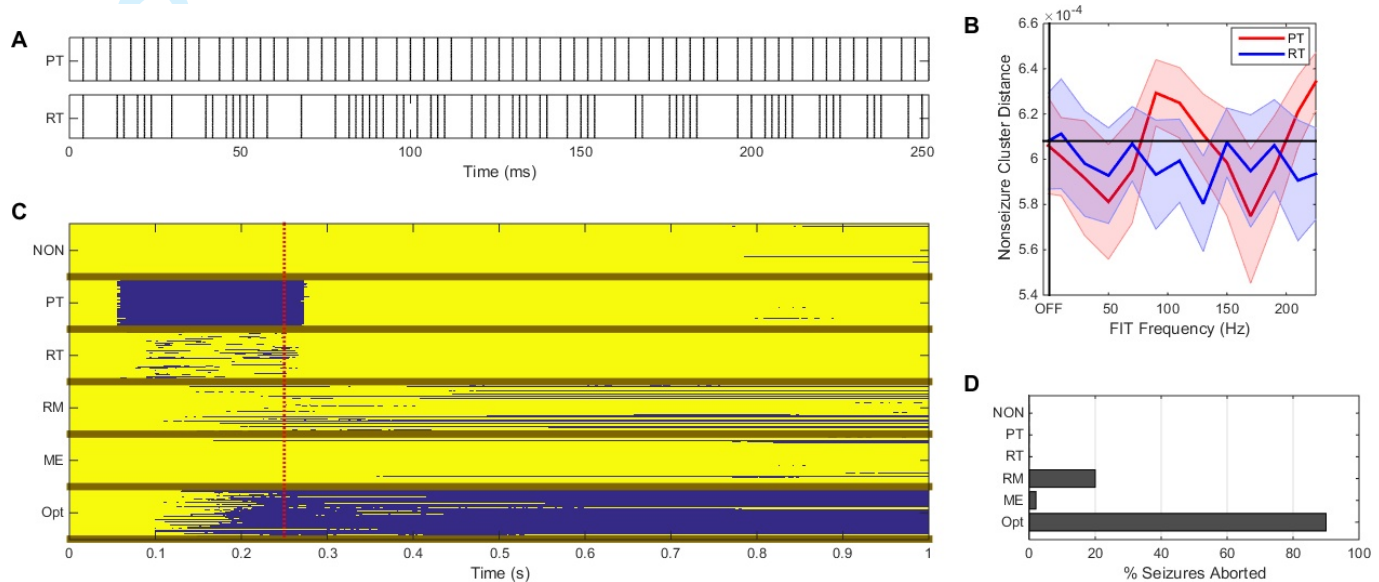 A
PT
RT
0 50 100 150 200 250
Time (ms)
B
×10⁻⁴
6.6
6.4
6.2
6
5.8
5.6
5.4
Nonseizure Cluster Distance
PT
RT
OFF 50 100 150 200
FIT Frequency (Hz)
C
NON
PT
RT
RM
ME
Opt
0 0.1 0.2 0.3 0.4 0.5 0.6 0.7 0.8 0.9 1
Time (s)
D
NON
PT
RT
RM
ME
Opt
0 20 40 60 80 100
% Seizures Aborted